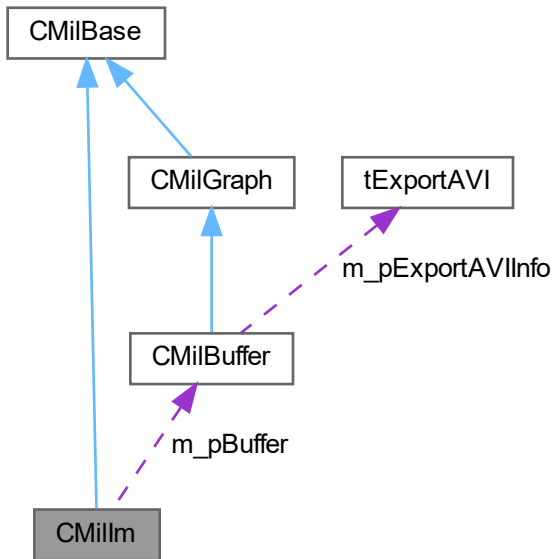 CMilBase
CMilGraph
tExportAVI
m_pExportAVIInfo
CMilBuffer
m_pBuffer
CMilIm